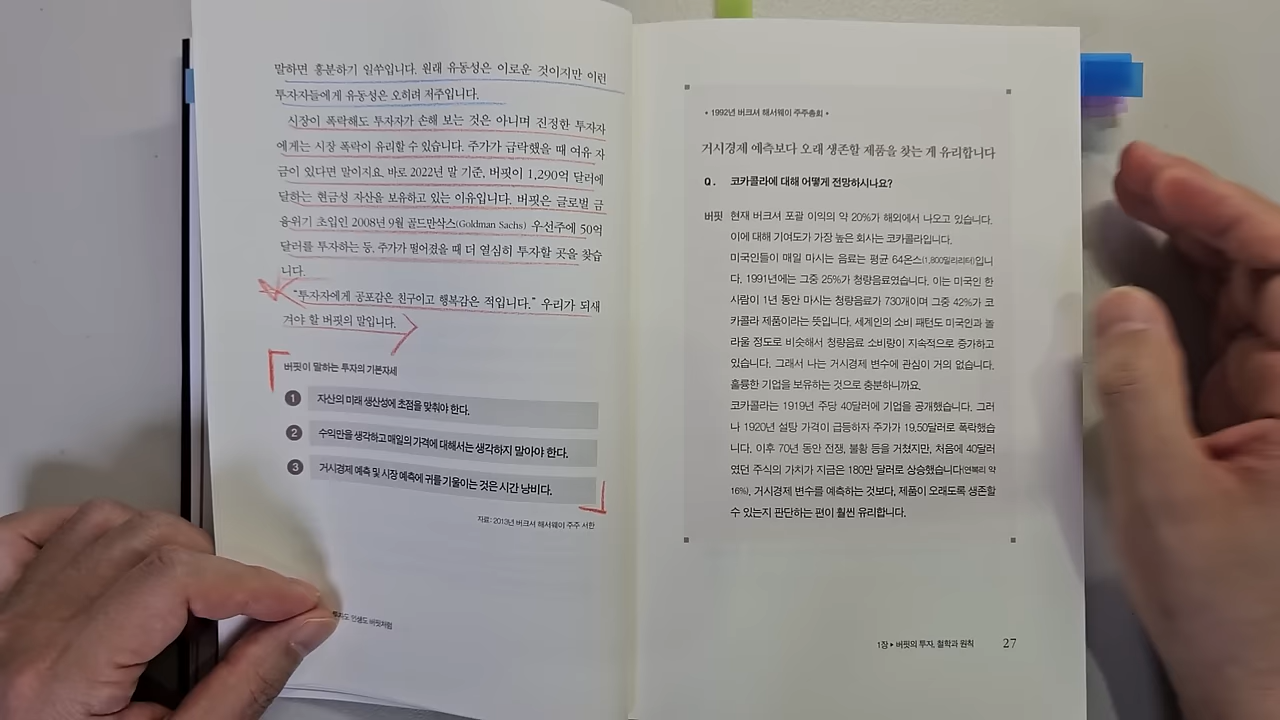 말하면 흥분하기 일쑤입니다. 원래 유동성은 이로운 것이지만 이런
투자자들에게 유동성은 오히려 저주입니다.
시장이 폭락해도 투자자가 손해 보는 것은 아니며 진정한 투자자
에게는 시장 폭락이 유리할 수 있습니다. 주가가 급락했을 때 여유 자
금이 있다면 말이지요. 바로 2022년 말 기준, 버핏이 1,290억 달러에
달하는 현금성 자산을 보유하고 있는 이유입니다. 버핏은 글로벌 금
융위기 초입인 2008년 9월 골드만삭스(Goldman Sachs) 우선주에 50억
달러를 투자하는 등, 주가가 떨어졌을 때 더 열심히 투자할 곳을 찾습
니다.
“투자자에게 공포감은 친구이고 행복감은 적입니다.” 우리가 되새
겨야 할 버핏의 말입니다.
버핏이 말하는 투자의 기본자세
1 자산의 미래 생산성에 초점을 맞춰야 한다.
2 수익만을 생각하고 매일의 가격에 대해서는 생각하지 말아야 한다.
3 거시경제 예측 및 시장 예측에 귀를 기울이는 것은 시간 낭비다.
자료: 2013년 버크셔 해서웨이 주주 서한
투자도 인생도 버핏처럼
• 1992년 버크셔 해서웨이 주주총회 •
거시경제 예측보다 오래 생존할 제품을 찾는 게 유리합니다
Q. 코카콜라에 대해 어떻게 전망하시나요?
버핏 현재 버크셔 포괄 이익의 약 20%가 해외에서 나오고 있습니다.
이에 대해 기여도가 가장 높은 회사는 코카콜라입니다.
미국인들이 매일 마시는 음료는 평균 64온스(1,800밀리리터)입니
다. 1991년에는 그중 25%가 청량음료였습니다. 이는 미국인 한
사람이 1년 동안 마시는 청량음료가 730개이며 그중 42%가 코
카콜라 제품이라는 뜻입니다. 세계인의 소비 패턴도 미국인과 놀
라울 정도로 비슷해서 청량음료 소비량이 지속적으로 증가하고
있습니다. 그래서 나는 거시경제 변수에 관심이 거의 없습니다.
훌륭한 기업을 보유하는 것으로 충분하니까요.
코카콜라는 1919년 주당 40달러에 기업을 공개했습니다. 그러
나 1920년 설탕 가격이 급등하자 주가가 19.50달러로 폭락했습
니다. 이후 70년 동안 전쟁, 불황 등을 거쳤지만, 처음에 40달러
였던 주식의 가치가 지금은 180만 달러로 상승했습니다(연복리 약
16%). 거시경제 변수를 예측하는 것보다, 제품이 오래도록 생존할
수 있는지 판단하는 편이 훨씬 유리합니다.
1장 ▸ 버핏의 투자, 철학과 원칙 27